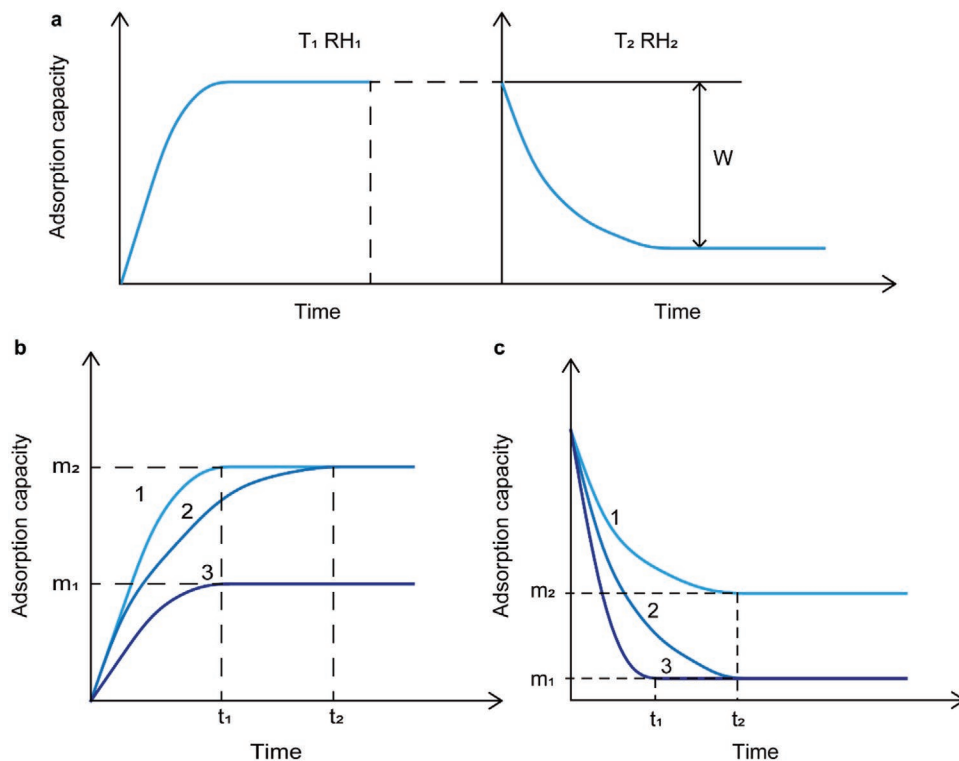 a
T₁ RH₁
T₂ RH₂
Adsorption capacity
W
Time
Time
b
Adsorption capacity
m₂
m₁
1
2
3
t₁
t₂
Time
c
Adsorption capacity
m₂
m₁
1
2
3
t₁
t₂
Time